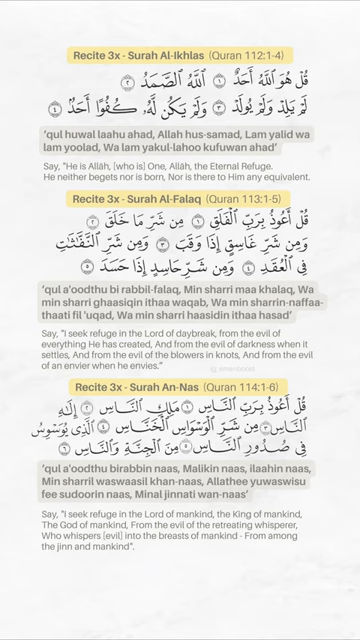 Recite 3x - Surah Al-Ikhlas (Quran 112:1-4)
قُلْ هُوَ ٱللَّهُ أَحَدٌ ١ ٱللَّهُ ٱلصَّمَدُ ٢
لَمْ يَلِدْ وَلَمْ يُولَدْ ٣ وَلَمْ يَكُن لَّهُۥ كُفُوًا أَحَدٌۢ ٤
‘qul huwal laahu ahad, Allah hus-samad, Lam yalid wa
lam yoolad, Wa lam yakul-lahoo kufuwan ahad’
Say, "He is Allāh, [who is] One, Allāh, the Eternal Refuge.
He neither begets nor is born, Nor is there to Him any equivalent.
Recite 3x - Surah Al-Falaq (Quran 113:1-5)
قُلْ أَعُوذُ بِرَبِّ ٱلْفَلَقِ ١ مِن شَرِّ مَا خَلَقَ ٢
وَمِن شَرِّ غَاسِقٍ إِذَا وَقَبَ ٣ وَمِن شَرِّ ٱلنَّفَّـٰثَـٰتِ
فِى ٱلْعُقَدِ ٤ وَمِن شَرِّ حَاسِدٍ إِذَا حَسَدَ ٥
‘qul a'oodthu bi rabbil-falaq, Min sharri maa khalaq, Wa
min sharri ghaasiqin ithaa waqab, Wa min sharrin-naffaa-
thaati fil 'uqad, Wa min sharri haasidin ithaa hasad’
Say, "I seek refuge in the Lord of daybreak, from the evil of
everything He has created, And from the evil of darkness when it
settles, And from the evil of the blowers in knots, And from the evil
of an envier when he envies.”
Recite 3x - Surah An-Nas (Quran 114:1-6)
قُلْ أَعُوذُ بِرَبِّ ٱلنَّاسِ ١ مَلِكِ ٱلنَّاسِ ٢ إِلَـٰهِ
ٱلنَّاسِ ٣ مِن شَرِّ ٱلْوَسْوَاسِ ٱلْخَنَّاسِ ٤ ٱلَّذِى يُوَسْوِسُ
فِى صُدُورِ ٱلنَّاسِ ٥ مِنَ ٱلْجِنَّةِ وَٱلنَّاسِ ٦
‘qul a'oodthu birabbin naas, Malikin naas, ilaahin naas,
Min sharril waswaasil khan-naas, Allathee yuwaswisu
fee sudoorin naas, Minal jinnati wan-naas’
Say, "I seek refuge in the Lord of mankind, the King of mankind,
The God of mankind, From the evil of the retreating whisperer,
Who whispers [evil] into the breasts of mankind - From among
the jinn and mankind”.